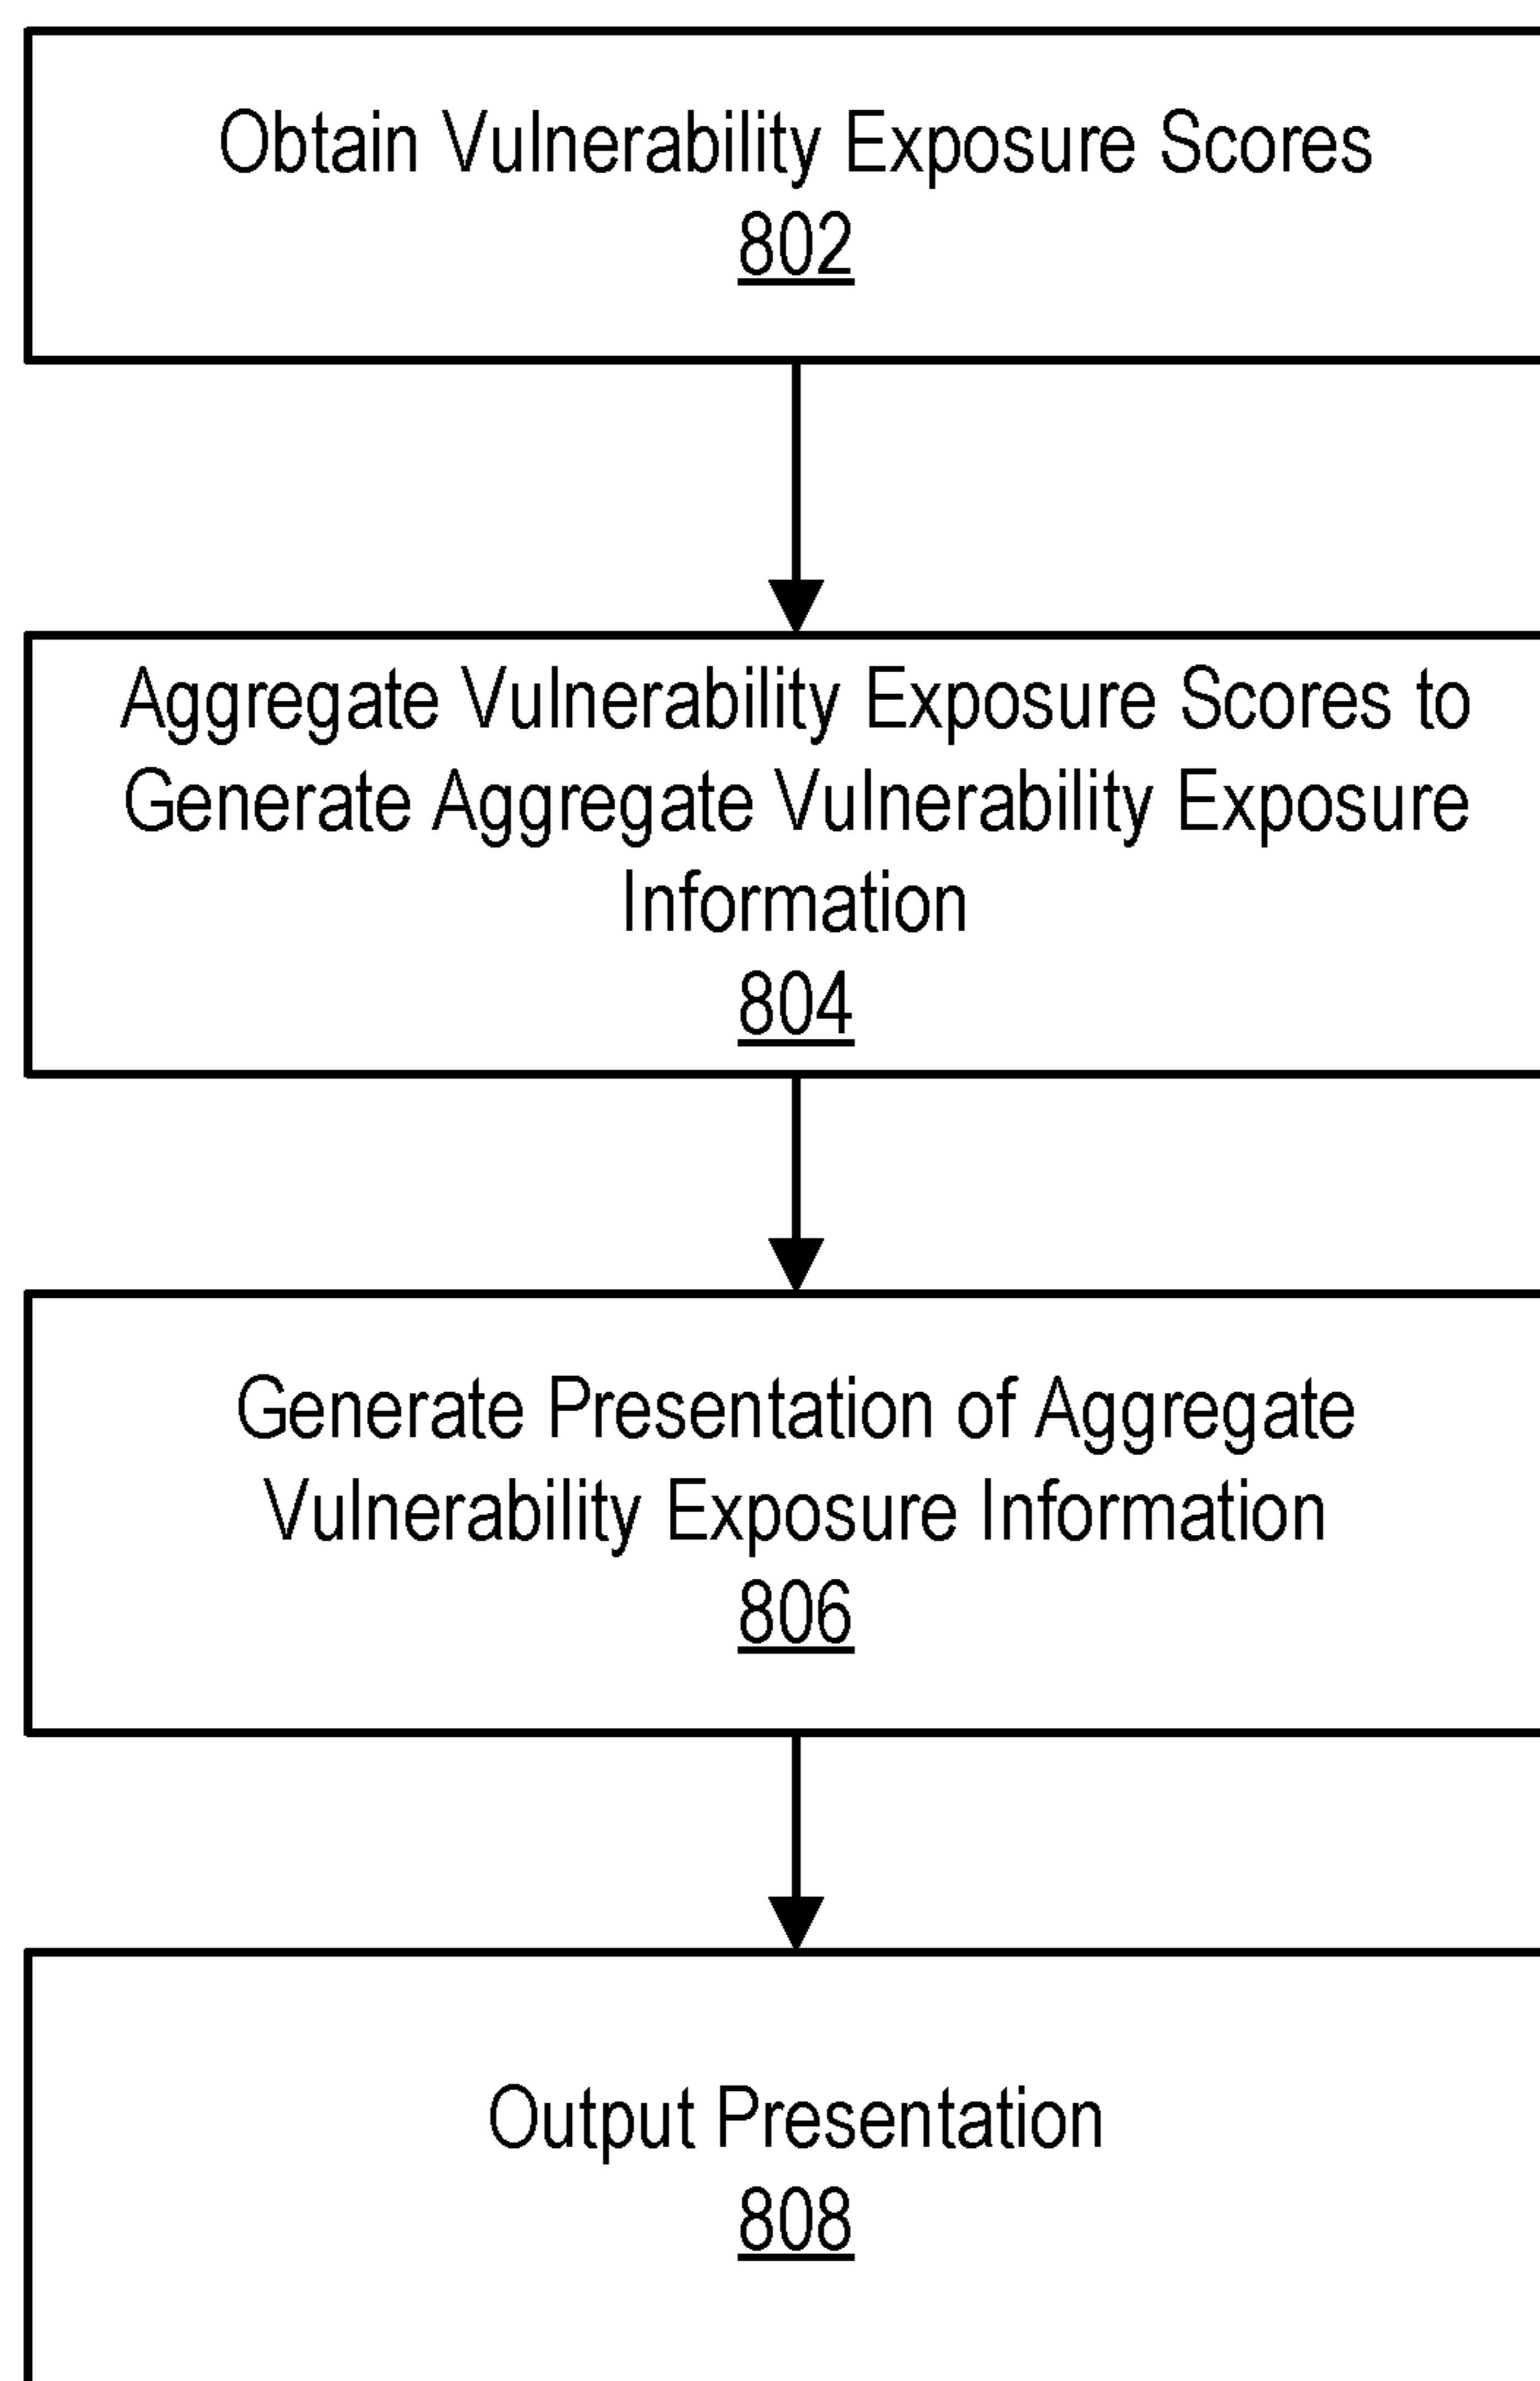 Obtain Vulnerability Exposure Scores
802
Aggregate Vulnerability Exposure Scores to
Generate Aggregate Vulnerability Exposure
Information
804
Generate Presentation of Aggregate
Vulnerability Exposure Information
806
Output Presentation
808